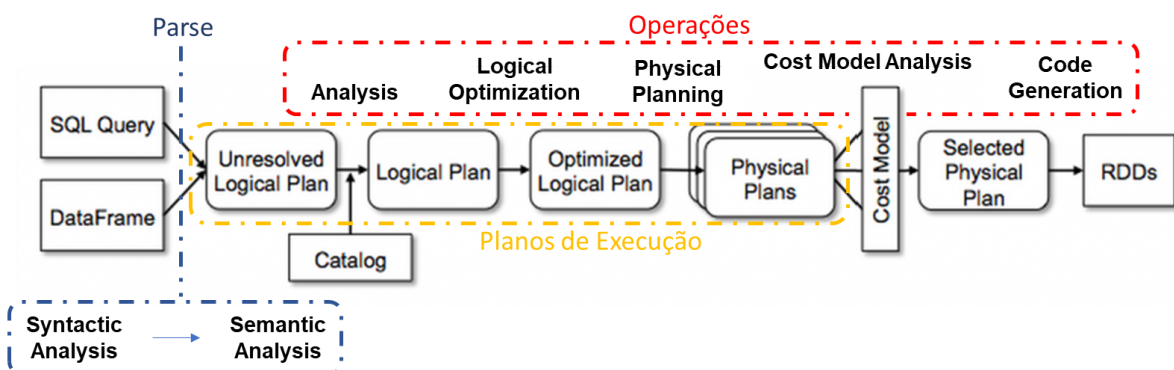 Parse
Operações
Analysis
Logical
Optimization
Physical
Planning
Cost Model Analysis
Code
Generation
SQL Query
DataFrame
Unresolved
Logical Plan
Logical Plan
Optimized
Logical Plan
Physical
Plans
Cost Model
Selected
Physical
Plan
RDDs
Planos de Execução
Catalog
Syntactic
Analysis
Semantic
Analysis